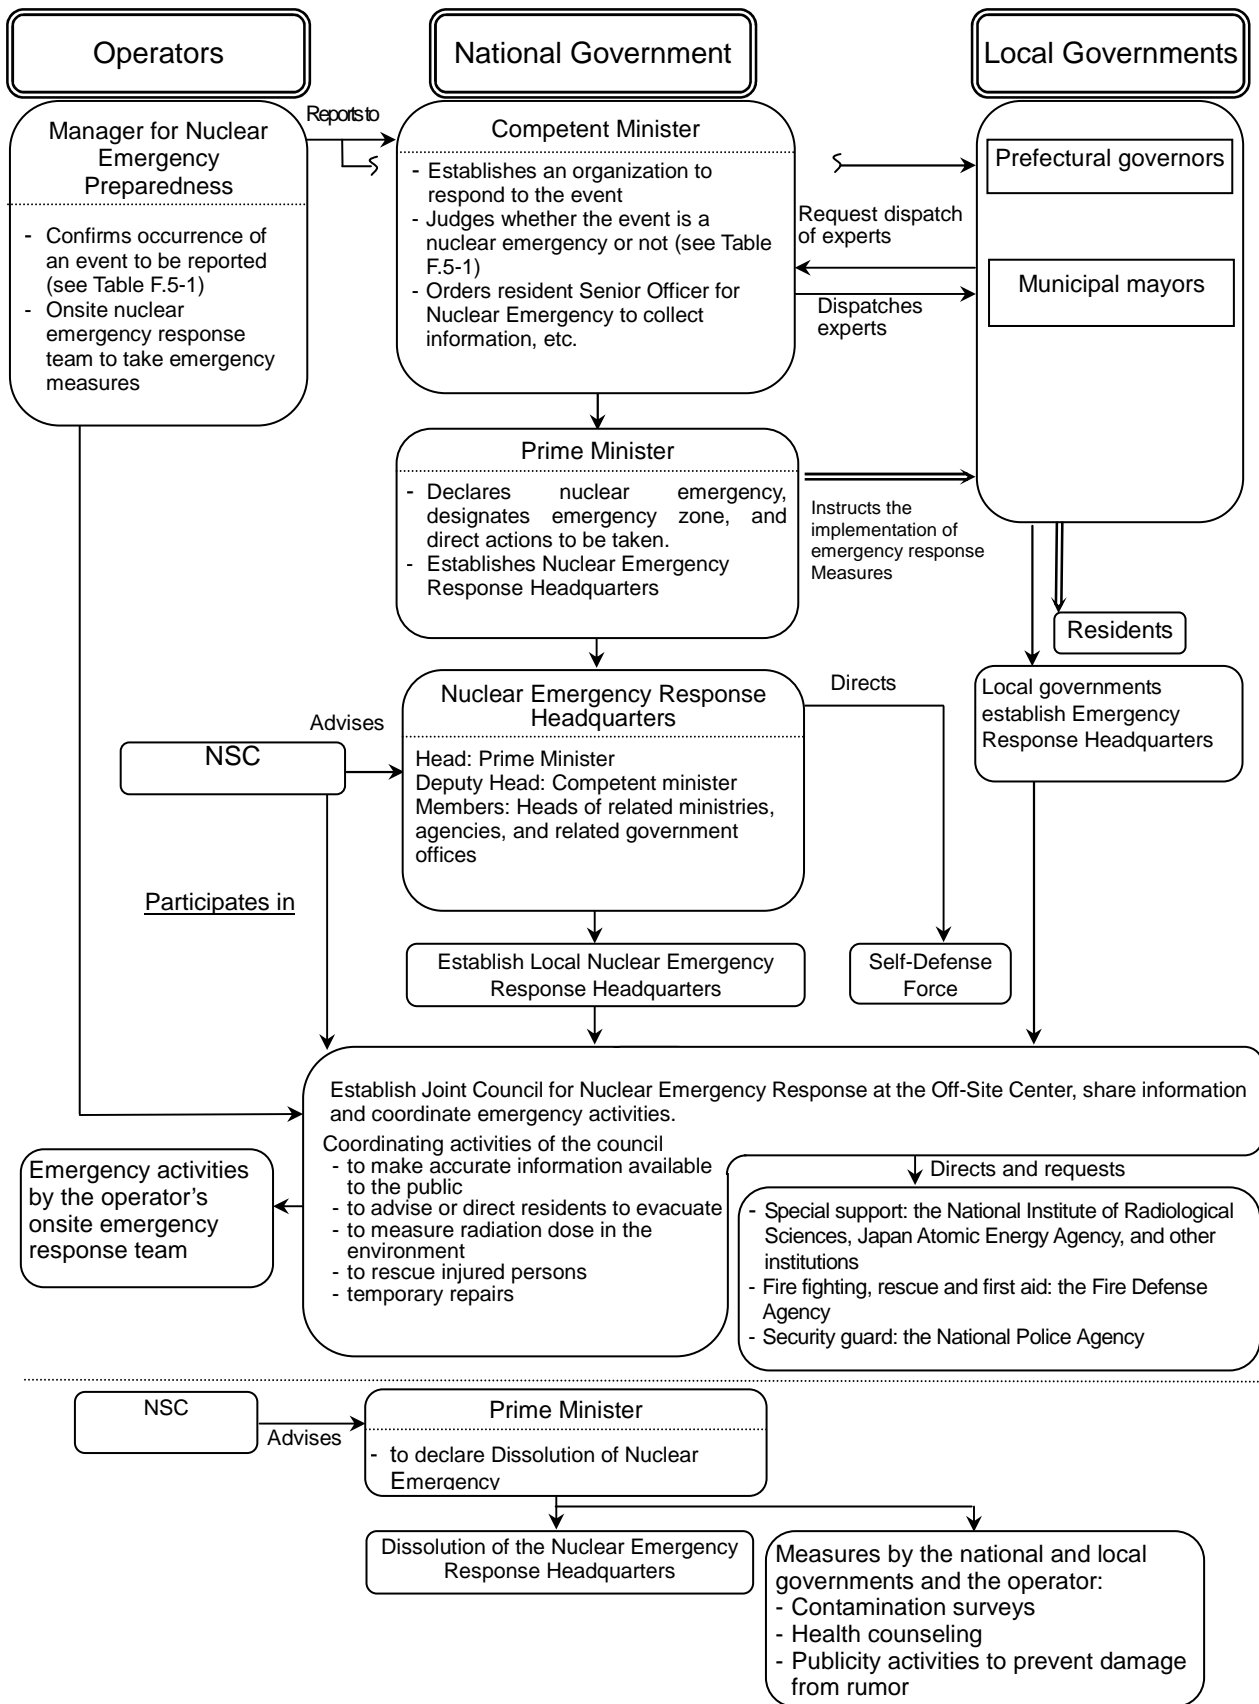 Operators
National Government
Local Governments
Manager for Nuclear
Emergency
Preparedness
- Confirms occurrence of
an event to be reported
(see Table F.5-1)
- Onsite nuclear
emergency response
team to take emergency
measures
Reports to
Competent Minister
- Establishes an organization to
respond to the event
- Judges whether the event is a
nuclear emergency or not (see Table
F.5-1)
- Orders resident Senior Officer for
Nuclear Emergency to collect
information, etc.
Prefectural governors
Request dispatch
of experts
Municipal mayors
Dispatches
experts
Prime Minister
- Declares nuclear emergency,
designates emergency zone, and
direct actions to be taken.
- Establishes Nuclear Emergency
Response Headquarters
Instructs the
implementation of
emergency response
Measures
Residents
Nuclear Emergency Response
Headquarters
Head: Prime Minister
Deputy Head: Competent minister
Members: Heads of related ministries,
agencies, and related government
offices
Directs
Advises
NSC
Local governments
establish Emergency
Response Headquarters
Participates in
Establish Local Nuclear Emergency
Response Headquarters
Self-Defense
Force
Establish Joint Council for Nuclear Emergency Response at the Off-Site Center, share information
and coordinate emergency activities.
Coordinating activities of the council
- to make accurate information available
to the public
- to advise or direct residents to evacuate
- to measure radiation dose in the
environment
- to rescue injured persons
- temporary repairs
Emergency activities
by the operator's
onsite emergency
response team
Directs and requests
- Special support: the National Institute of Radiological
Sciences, Japan Atomic Energy Agency, and other
institutions
- Fire fighting, rescue and first aid: the Fire Defense
Agency
- Security guard: the National Police Agency
NSC
Advises
Prime Minister
- to declare Dissolution of Nuclear
Emergency
Dissolution of the Nuclear Emergency
Response Headquarters
Measures by the national and local
governments and the operator:
- Contamination surveys
- Health counseling
- Publicity activities to prevent damage
from rumor